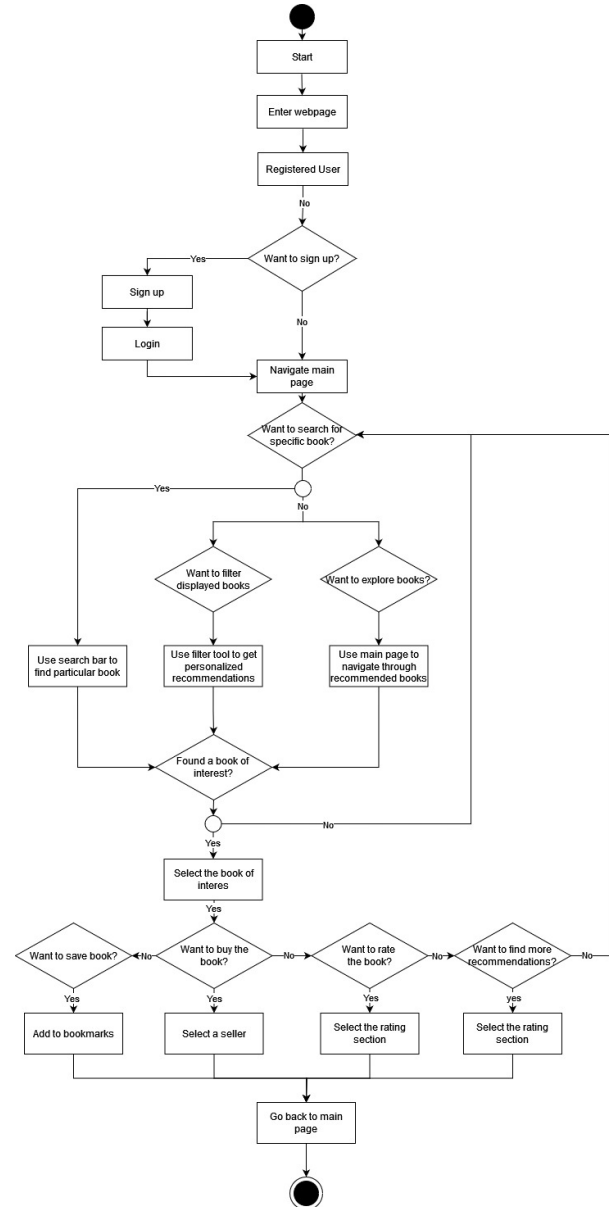 Start
Enter webpage
Registered User
No
Want to sign up?
Yes
Sign up
No
Login
Navigate main
page
Want to search for
specific book?
Yes
No
Want to filter
displayed books
Want to explore books?
Use search bar to
find particular book
Use filter tool to get
personalized
recommendations
Use main page to
navigate through
recommended books
Found a book of
interest?
No
Yes
Select the book of
interes
Yes
Want to save book?
No
Want to buy the
book?
No
Want to rate
the book?
No
Want to find more
recommendations?
No
Yes
Yes
Yes
yes
Add to bookmarks
Select a seller
Select the rating
section
Select the rating
section
Go back to main
page